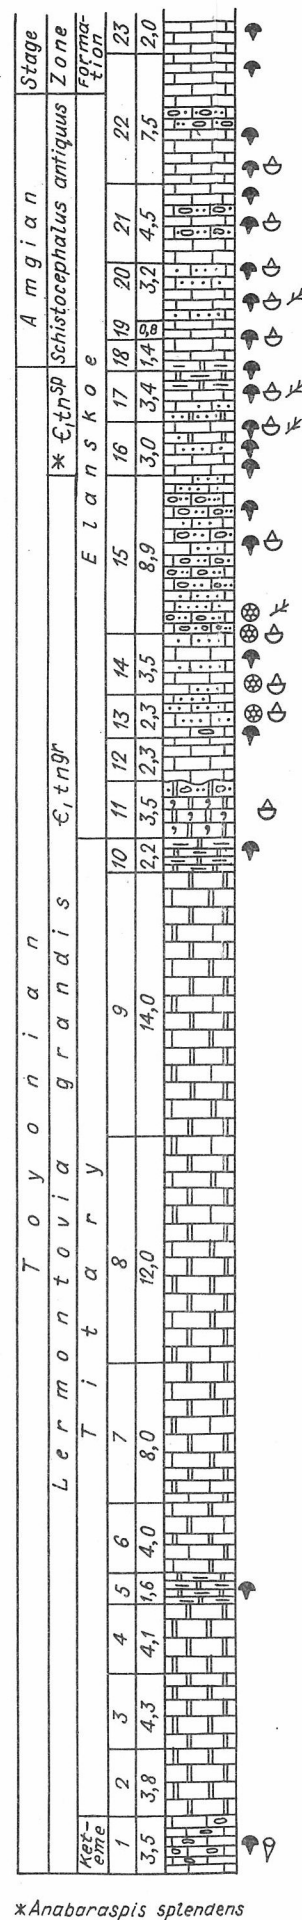 Stage
Zone
Forma-
tion
Amgian
Schistocephalus antiquus
* Є₁tnˢᵖ
Toyonian
Є₁tngr
Lermontovia grandis
Elanskoe
Titary
Ket-
eme
23 2,0
22 7,5
21 4,5
20 3,2
19 0,8
18 1,4
17 3,4
16 3,0
15 8,9
14 3,5
13 2,3
12 2,3
11 3,5
10 2,2
9 14,0
8 12,0
7 8,0
6 4,0
5 1,6
4 4,1
3 4,3
2 3,8
1 3,5
*Anabaraspis splendens